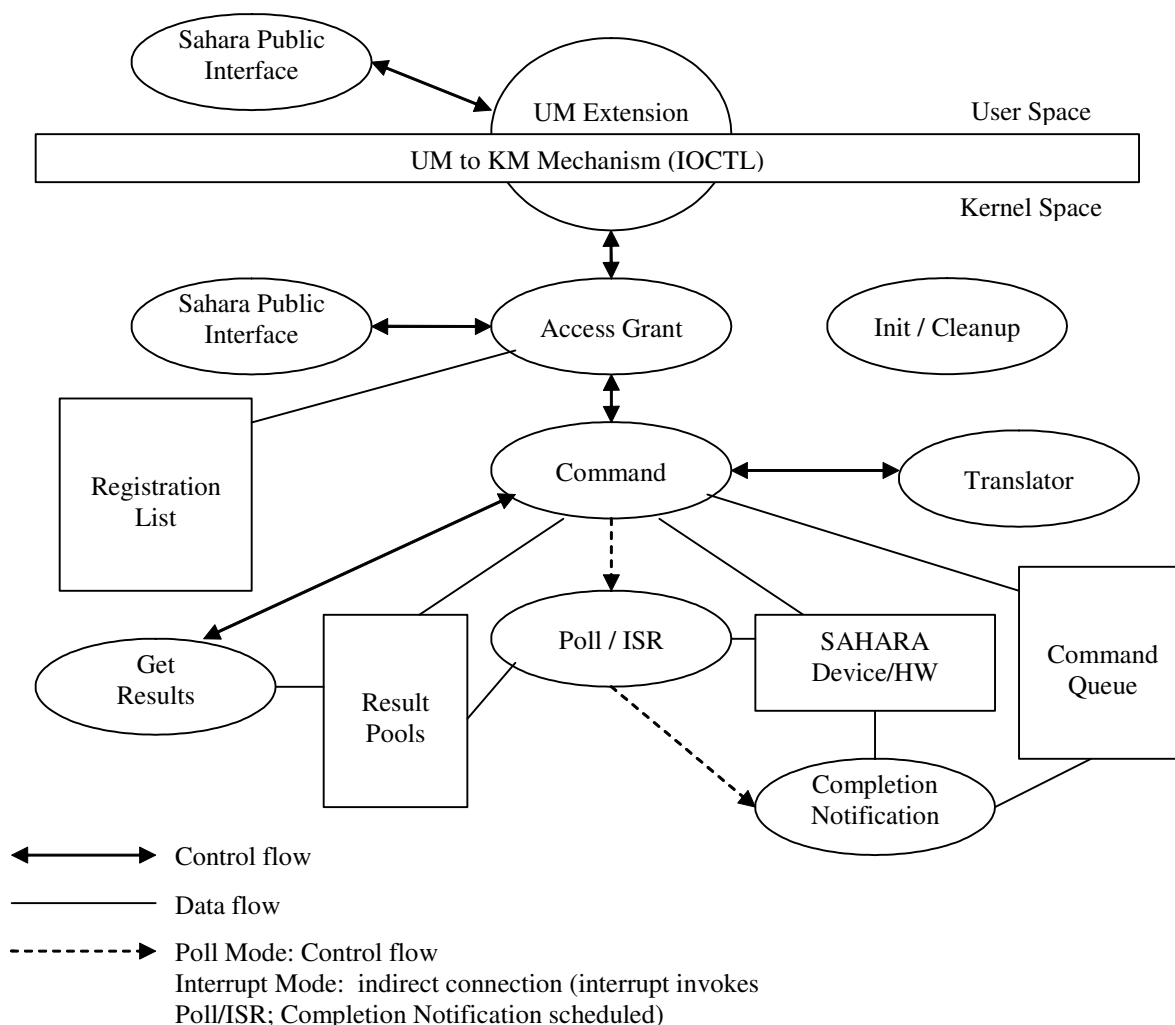 Sahara Public
Interface
UM Extension
User Space
UM to KM Mechanism (IOCTL)
Kernel Space
Sahara Public
Interface
Access Grant
Init / Cleanup
Registration
List
Command
Translator
Get
Results
Result
Pools
Poll / ISR
SAHARA
Device/HW
Command
Queue
Completion
Notification
Control flow
Data flow
Poll Mode: Control flow
Interrupt Mode:  indirect connection (interrupt invokes
Poll/ISR; Completion Notification scheduled)